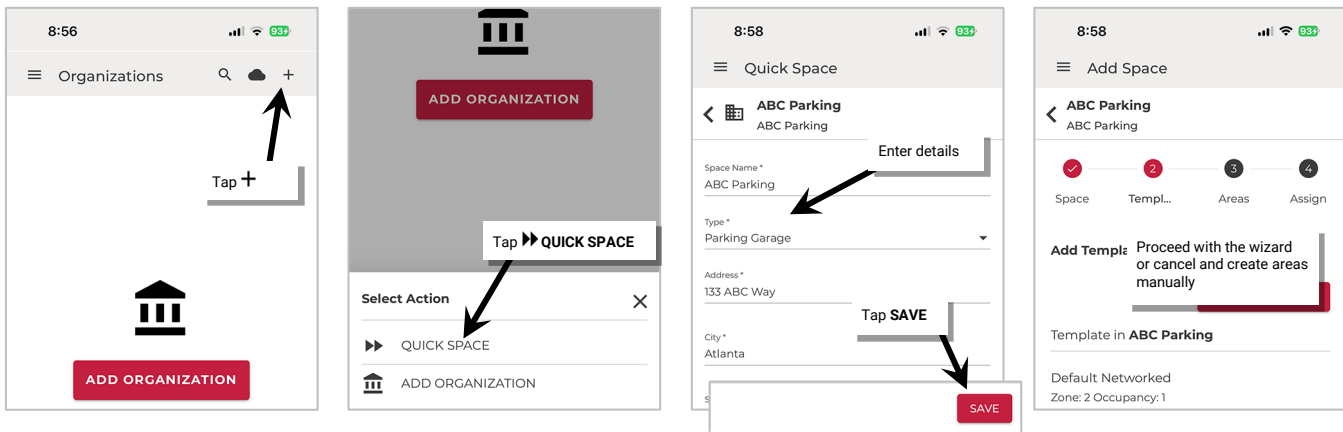 8:56
93
Organizations
Tap +
ADD ORGANIZATION
ADD ORGANIZATION
Tap QUICK SPACE
Select Action
QUICK SPACE
ADD ORGANIZATION
8:58
93
Quick Space
ABC Parking
ABC Parking
Enter details
Space Name *
ABC Parking
Type *
Parking Garage
Address *
133 ABC Way
Tap SAVE
City *
Atlanta
S
SAVE
8:58
93
Add Space
ABC Parking
ABC Parking
2
3
4
Space
Templ...
Areas
Assign
Add Templa
Proceed with the wizard
or cancel and create areas
manually
Template in ABC Parking
Default Networked
Zone: 2 Occupancy: 1